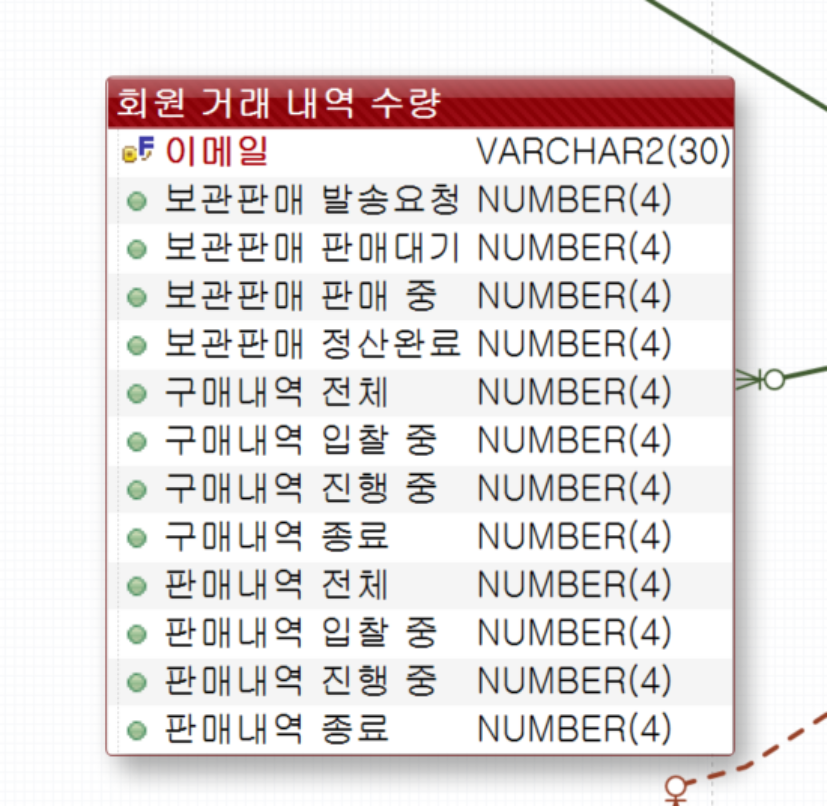 회원 거래 내역 수량
이메일 VARCHAR2(30)
보관판매 발송요청 NUMBER(4)
보관판매 판매대기 NUMBER(4)
보관판매 판매 중 NUMBER(4)
보관판매 정산완료 NUMBER(4)
구매내역 전체 NUMBER(4)
구매내역 입찰 중 NUMBER(4)
구매내역 진행 중 NUMBER(4)
구매내역 종료 NUMBER(4)
판매내역 전체 NUMBER(4)
판매내역 입찰 중 NUMBER(4)
판매내역 진행 중 NUMBER(4)
판매내역 종료 NUMBER(4)